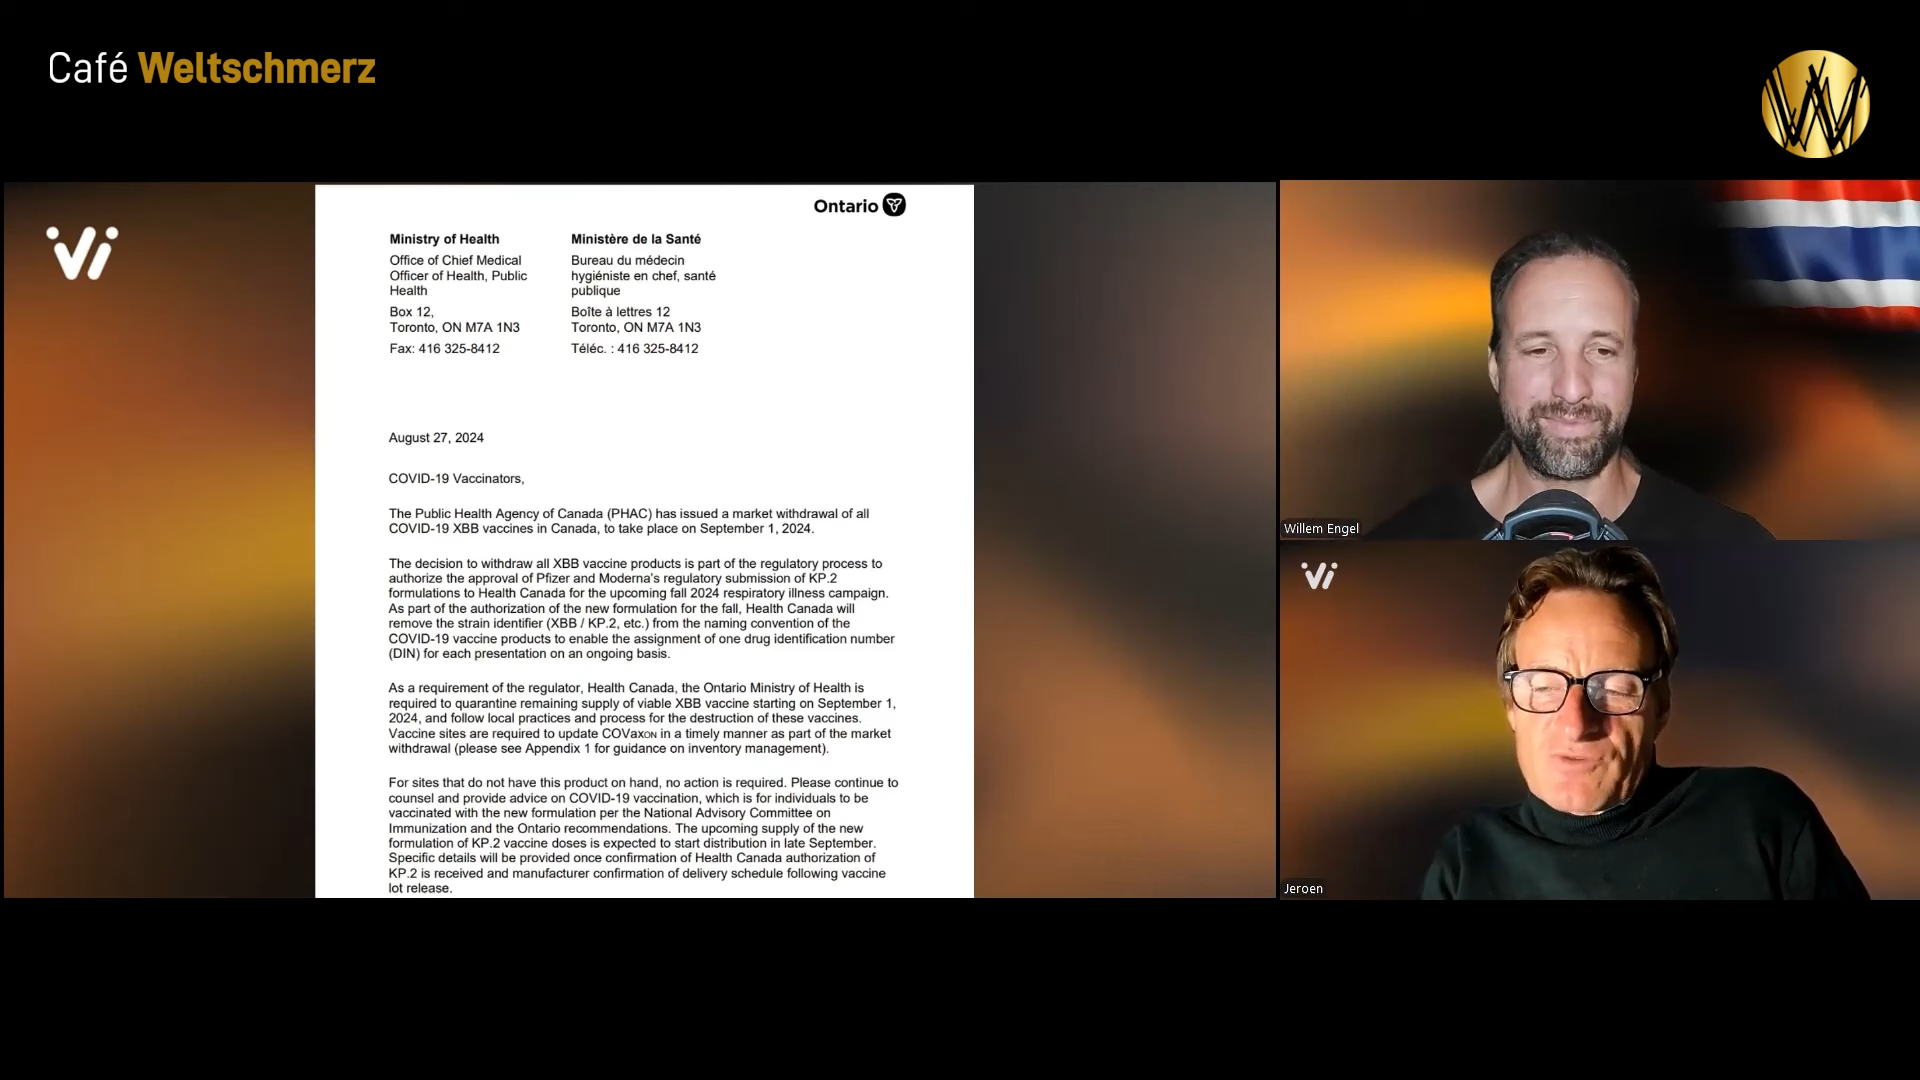 Café Weltschmerz
Ontario
Ministry of Health
Office of Chief Medical
Officer of Health, Public
Health
Box 12,
Toronto, ON M7A 1N3
Fax: 416 325-8412
Ministère de la Santé
Bureau du médecin
hygiéniste en chef, santé
publique
Boîte à lettres 12
Toronto, ON M7A 1N3
Téléc. : 416 325-8412
August 27, 2024
COVID-19 Vaccinators,
The Public Health Agency of Canada (PHAC) has issued a market withdrawal of all
COVID-19 XBB vaccines in Canada, to take place on September 1, 2024.
The decision to withdraw all XBB vaccine products is part of the regulatory process to
authorize the approval of Pfizer and Moderna's regulatory submission of KP.2
formulations to Health Canada for the upcoming fall 2024 respiratory illness campaign.
As part of the authorization of the new formulation for the fall, Health Canada will
remove the strain identifier (XBB / KP.2, etc.) from the naming convention of the
COVID-19 vaccine products to enable the assignment of one drug identification number
(DIN) for each presentation on an ongoing basis.
As a requirement of the regulator, Health Canada, the Ontario Ministry of Health is
required to quarantine remaining supply of viable XBB vaccine starting on September 1,
2024, and follow local practices and process for the destruction of these vaccines.
Vaccine sites are required to update COVaxON in a timely manner as part of the market
withdrawal (please see Appendix 1 for guidance on inventory management).
For sites that do not have this product on hand, no action is required. Please continue to
counsel and provide advice on COVID-19 vaccination, which is for individuals to be
vaccinated with the new formulation per the National Advisory Committee on
Immunization and the Ontario recommendations. The upcoming supply of the new
formulation of KP.2 vaccine doses is expected to start distribution in late September.
Specific details will be provided once confirmation of Health Canada authorization of
KP.2 is received and manufacturer confirmation of delivery schedule following vaccine
lot release.
Willem Engel
Jeroen